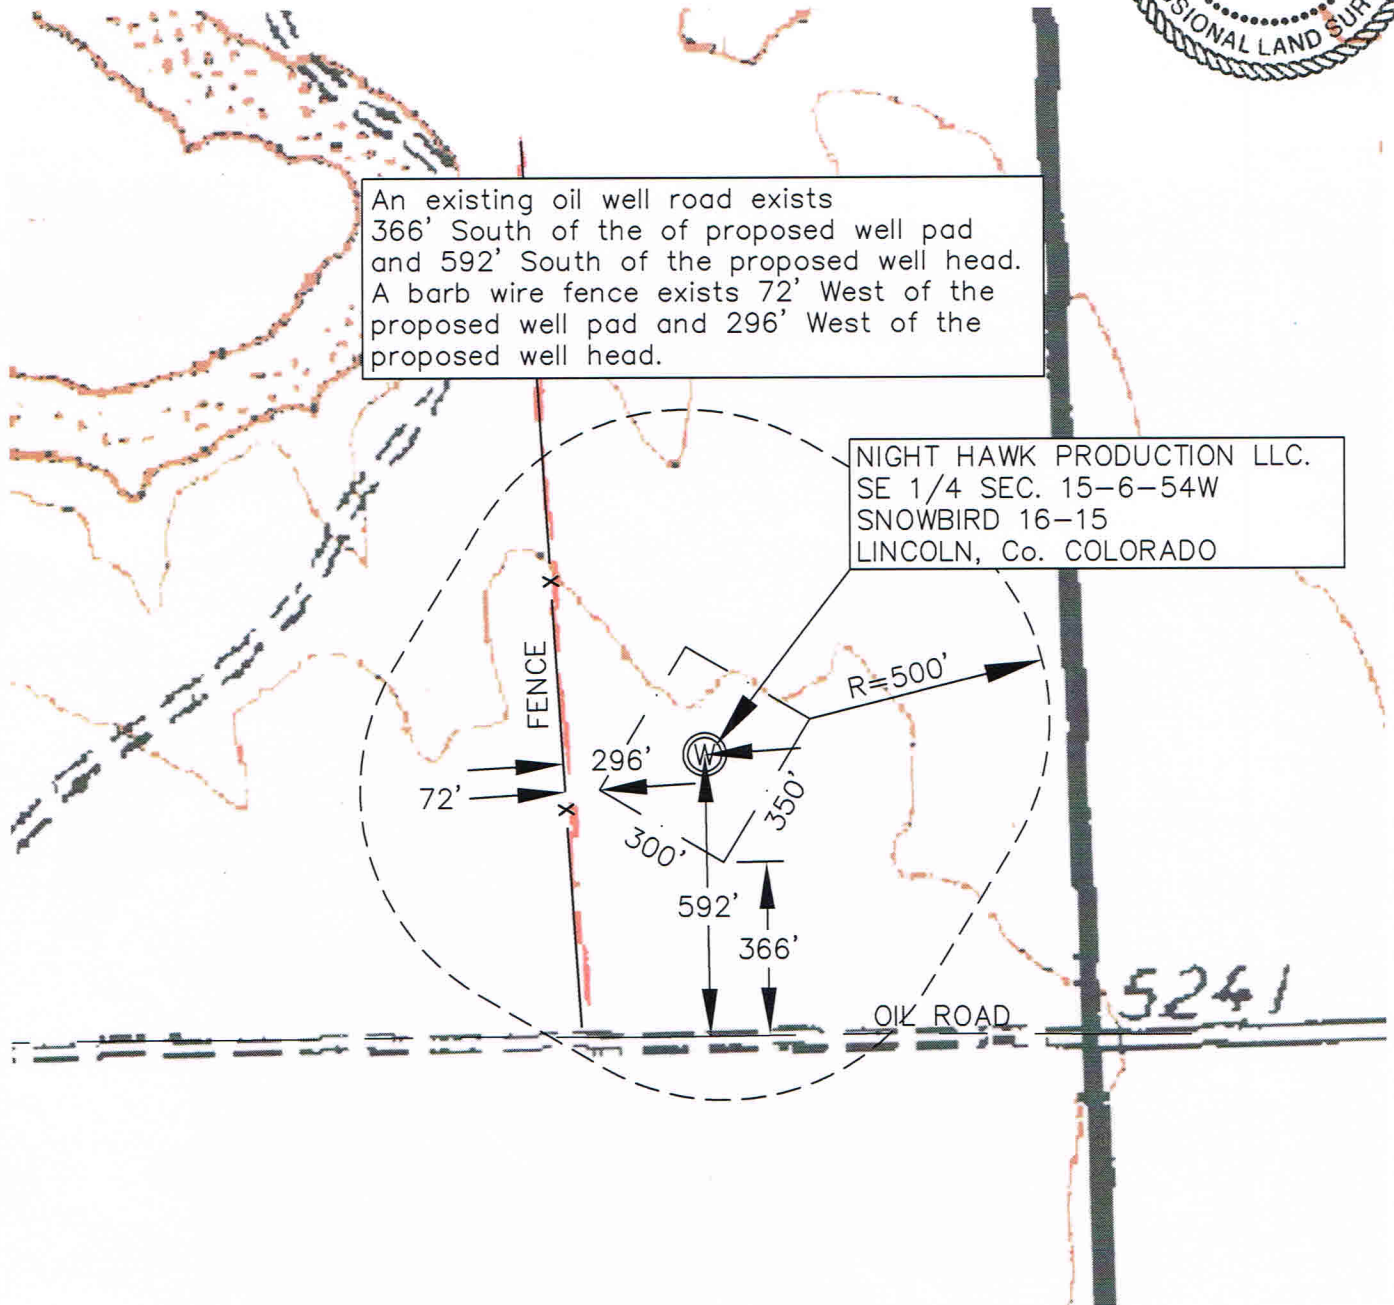 SIONAL LAND SUR
An existing oil well road exists
366' South of the of proposed well pad
and 592' South of the proposed well head.
A barb wire fence exists 72' West of the
proposed well pad and 296' West of the
proposed well head.
NIGHT HAWK PRODUCTION LLC.
SE 1/4 SEC. 15-6-54W
SNOWBIRD 16-15
LINCOLN, Co. COLORADO
FENCE
X
R=500'
W
296'
72'
X
350'
300'
592'
366'
5241
OIL ROAD